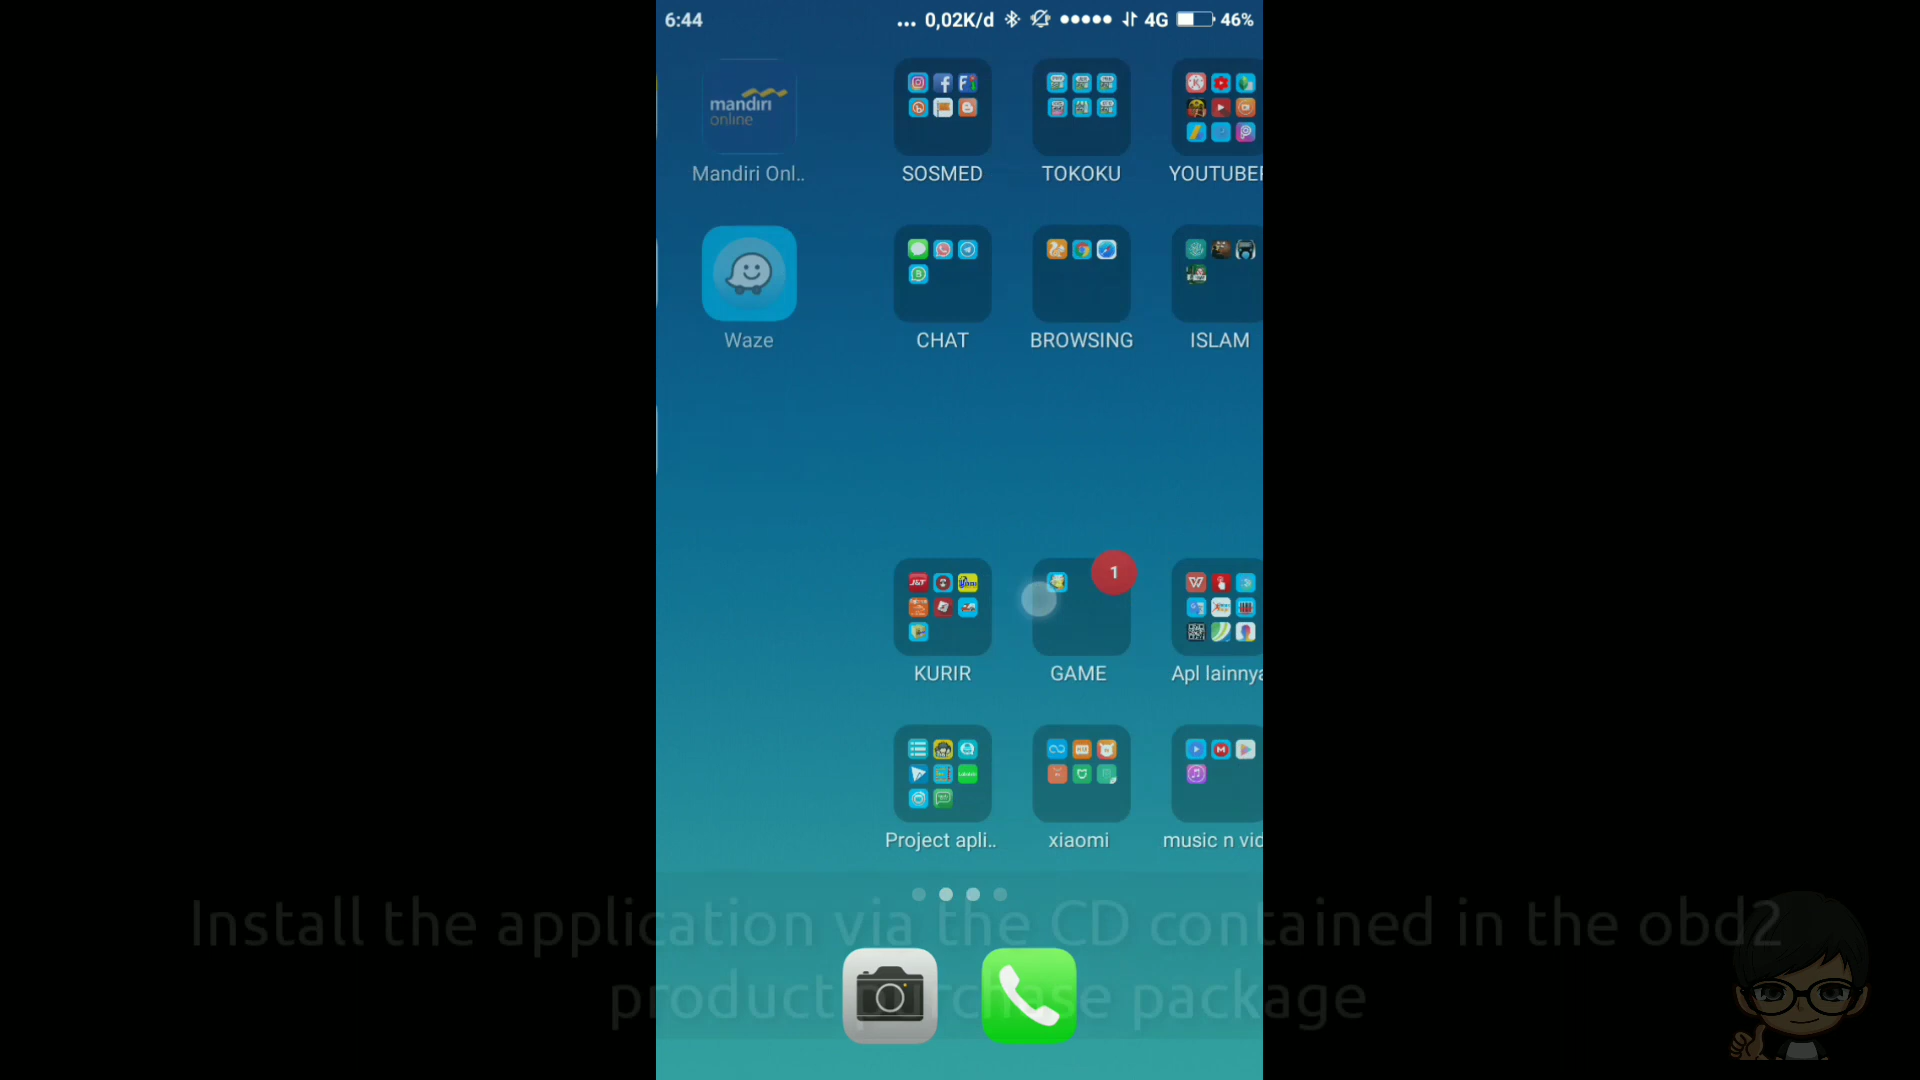 6:44
... 0,02K/d 4G 46%
mandiri
online
Mandiri Onl..
SOSMED
TOKOKU
YOUTUBER
Waze
CHAT
BROWSING
ISLAM
1
KURIR
GAME
Apl lainnya
Project apli..
xiaomi
music n vid
Install the application via the CD contained in the obd2
product purchase package